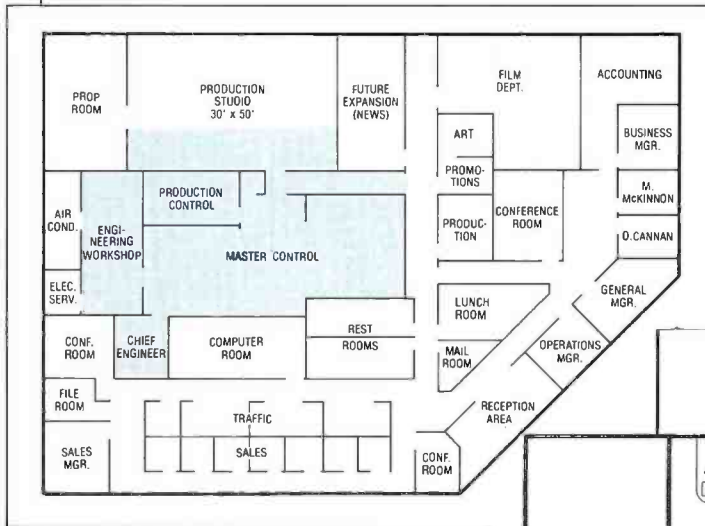 PROP
ROOM
PRODUCTION
STUDIO
30' x 50'
FUTURE
EXPANSION
(NEWS)
FILM
DEPT.
ACCOUNTING
ART
BUSINESS
MGR.
PROMO-
TIONS
M.
McKINNON
AIR
COND.
ENGI-
NEERING
WORKSHOP
PRODUCTION
CONTROL
PRODUC-
TION
CONFERENCE
ROOM
O.CANNAN
MASTER CONTROL
ELEC.
SERV.
GENERAL
MGR.
LUNCH
ROOM
CONF.
ROOM
CHIEF
ENGINEER
COMPUTER
ROOM
REST
ROOMS
MAIL
ROOM
OPERATIONS
MGR.
FILE
ROOM
TRAFFIC
RECEPTION
AREA
SALES
MGR.
SALES
CONF.
ROOM